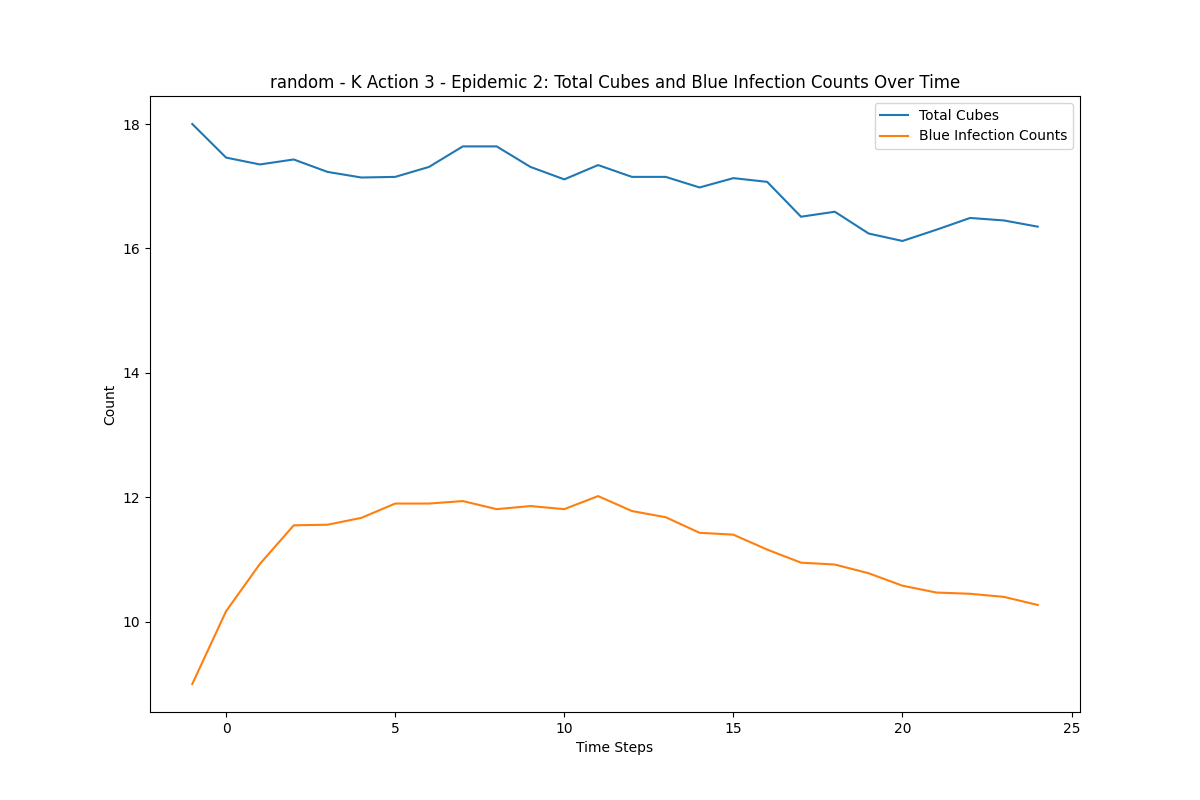 random - K Action 3 - Epidemic 2: Total Cubes and Blue Infection Counts Over Time
Total Cubes
Blue Infection Counts
18
16
14
12
10
Count
0 5 10 15 20 25
Time Steps